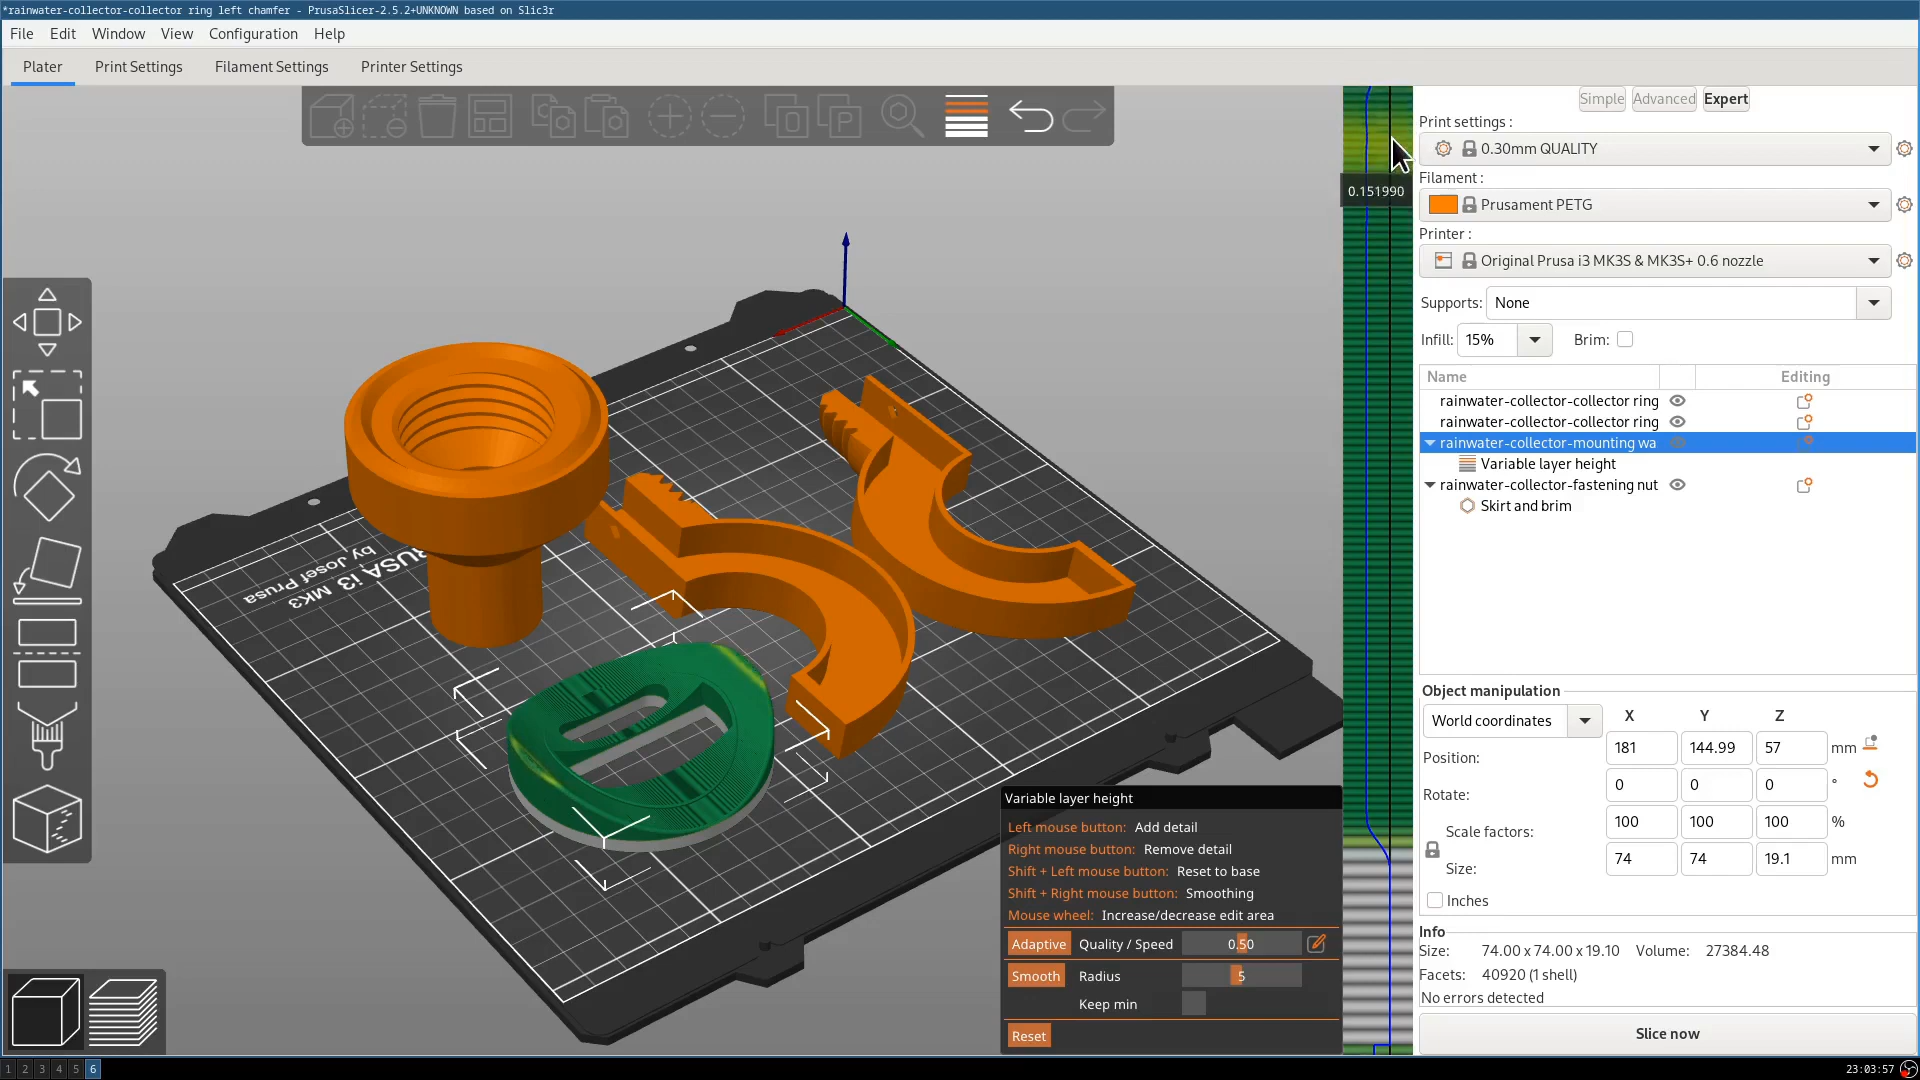 *rainwater-collector-collector ring left chamfer - PrusaSlicer-2.5.2+UNKNOWN based on Slic3r
File Edit Window View Configuration Help
Plater Print Settings Filament Settings Printer Settings
Simple Advanced Expert
Print settings :
0.30mm QUALITY
0.151990
Filament :
Prusament PETG
Printer :
Original Prusa i3 MK3S & MK3S+ 0.6 nozzle
Supports: None
Infill: 15% Brim:
Name Editing
rainwater-collector-collector ring
rainwater-collector-collector ring
rainwater-collector-mounting wa
Variable layer height
rainwater-collector-fastening nut
Skirt and brim
PRUSA i3 MK3
by Josef Prusa
Object manipulation
World coordinates X Y Z
Position: 181 144.99 57 mm
Rotate: 0 0 0 °
Scale factors: 100 100 100 %
Size: 74 74 19.1 mm
Inches
Info
Size: 74.00 x 74.00 x 19.10 Volume: 27384.48
Facets: 40920 (1 shell)
No errors detected
Slice now
Variable layer height
Left mouse button: Add detail
Right mouse button: Remove detail
Shift + Left mouse button: Reset to base
Shift + Right mouse button: Smoothing
Mouse wheel: Increase/decrease edit area
Adaptive Quality / Speed 0.50
Smooth Radius 5
Keep min
Reset
1 2 3 4 5 6
23:03:57